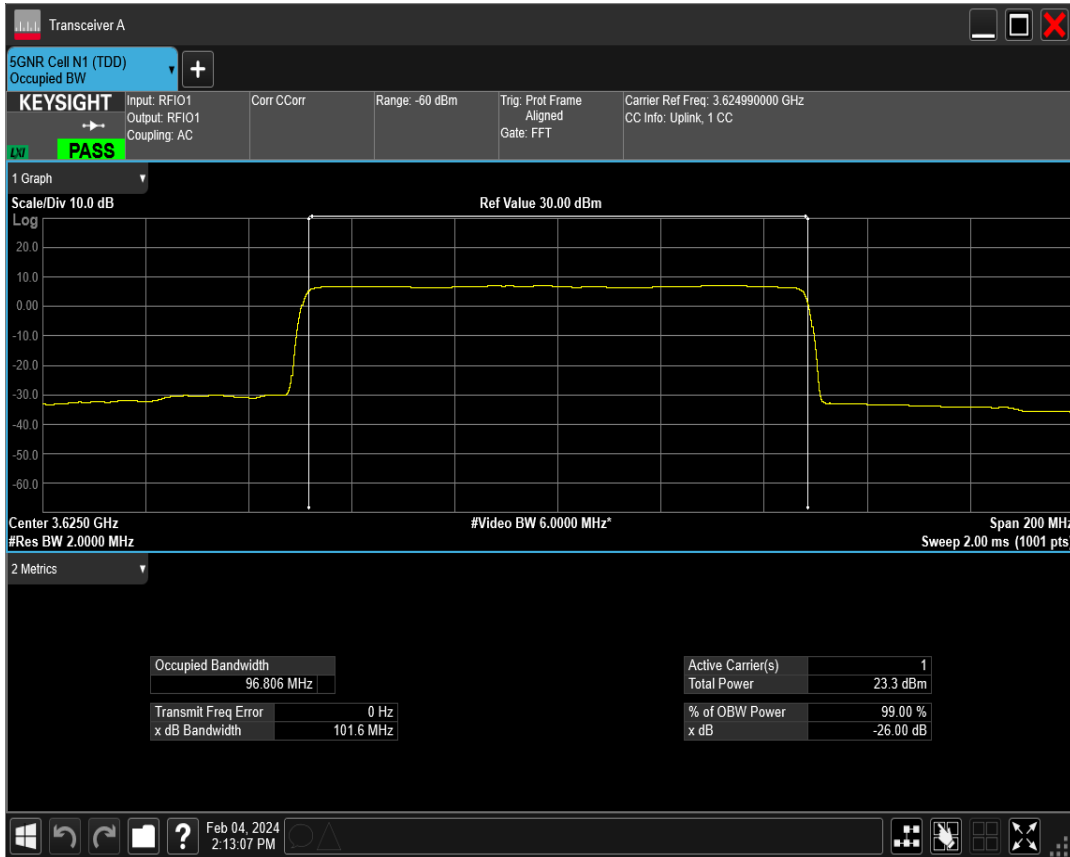 Transceiver A
5GNR Cell N1 (TDD)
Occupied BW
+
KEYSIGHT
LXI
PASS
Input: RFIO1
Output: RFIO1
Coupling: AC
Corr CCorr
Range: -60 dBm
Trig: Prot Frame
Aligned
Gate: FFT
Carrier Ref Freq: 3.624990000 GHz
CC Info: Uplink, 1 CC
1 Graph
Scale/Div 10.0 dB
Ref Value 30.00 dBm
Log
20.0
10.0
0.00
-10.0
-20.0
-30.0
-40.0
-50.0
-60.0
Center 3.6250 GHz
#Video BW 6.0000 MHz*
Span 200 MHz
#Res BW 2.0000 MHz
Sweep 2.00 ms (1001 pts)
2 Metrics
Occupied Bandwidth
96.806 MHz
Transmit Freq Error 0 Hz
x dB Bandwidth 101.6 MHz
Active Carrier(s) 1
Total Power 23.3 dBm
% of OBW Power 99.00 %
x dB -26.00 dB
?
Feb 04, 2024
2:13:07 PM